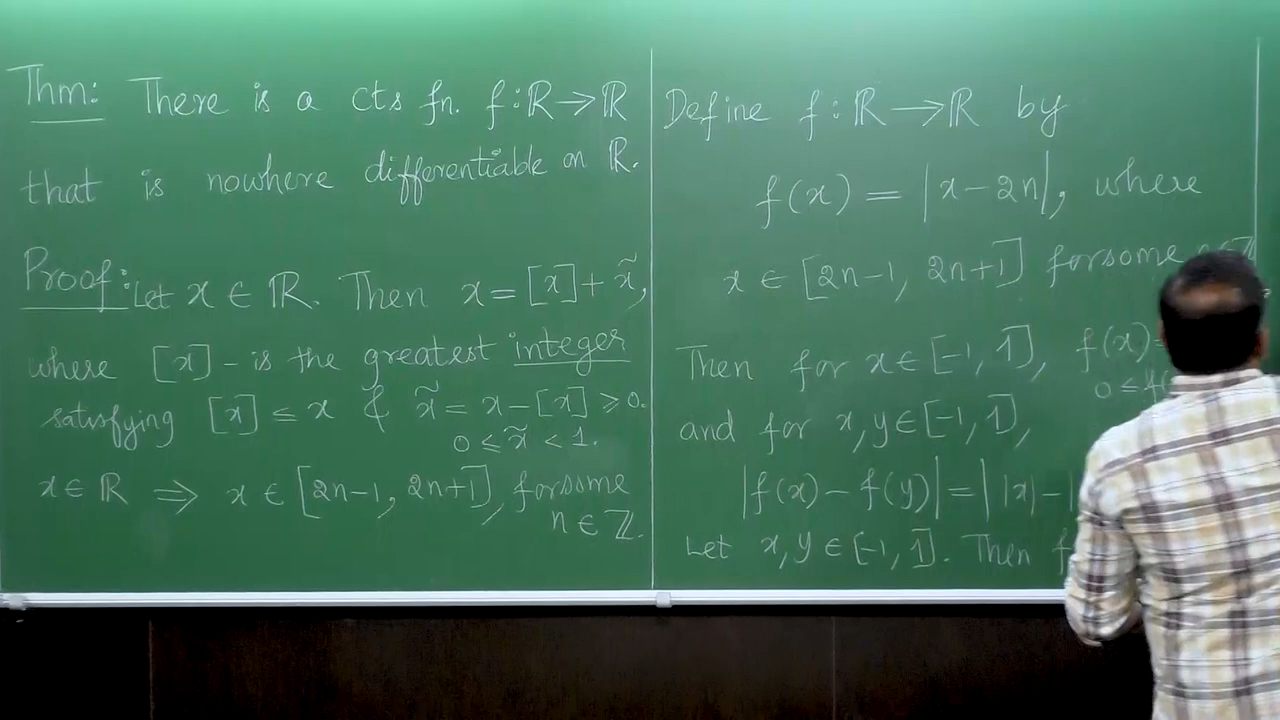 Thm: There is a cts fn. f: ℝ → ℝ
that is nowhere differentiable on ℝ.
Proof: Let x ∈ ℝ. Then x = [x] + x̃,
where [x] - is the greatest integer
satisfying [x] ≤ x & x̃ = x - [x] ≥ 0.
0 ≤ x̃ < 1.
x ∈ ℝ ⇒ x ∈ [2n-1, 2n+1], for some
n ∈ ℤ.
Define f: ℝ → ℝ by
f(x) = |x - 2n|, where
x ∈ [2n-1, 2n+1] for some
Then for x ∈ [-1, 1], f(x)
0 ≤ f(
and for x, y ∈ [-1, 1],
|f(x) - f(y)| = ||x| -
Let x, y ∈ [-1, 1]. Then f